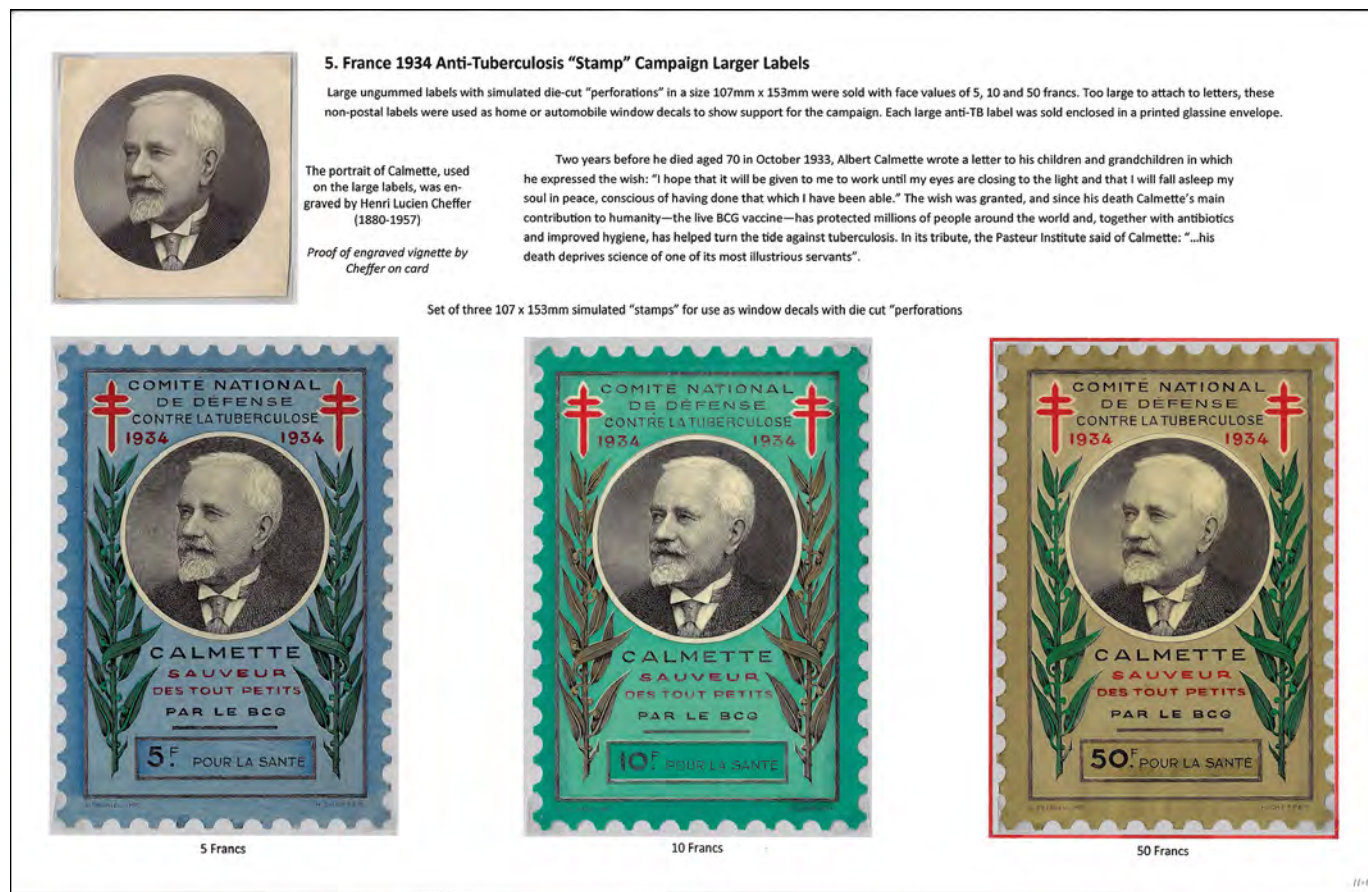 5. France 1934 Anti-Tuberculosis “Stamp” Campaign Larger Labels
Large ungummed labels with simulated die-cut “perforations” in a size 107mm x 153mm were sold with face values of 5, 10 and 50 francs. Too large to attach to letters, these
non-postal labels were used as home or automobile window decals to show support for the campaign. Each large anti-TB label was sold enclosed in a printed glassine envelope.
The portrait of Calmette, used
on the large labels, was en-
graved by Henri Lucien Cheffer
(1880-1957)
Proof of engraved vignette by
Cheffer on card
Two years before he died aged 70 in October 1933, Albert Calmette wrote a letter to his children and grandchildren in which
he expressed the wish: “I hope that it will be given to me to work until my eyes are closing to the light and that I will fall asleep my
soul in peace, conscious of having done that which I have been able.” The wish was granted, and since his death Calmette’s main
contribution to humanity—the live BCG vaccine—has protected millions of people around the world and, together with antibiotics
and improved hygiene, has helped turn the tide against tuberculosis. In its tribute, the Pasteur Institute said of Calmette: “...his
death deprives science of one of its most illustrious servants”.
Set of three 107 x 153mm simulated “stamps” for use as window decals with die cut “perforations
COMITÉ NATIONAL
DE DÉFENSE
CONTRE LA TUBERCULOSE
1934 1934
CALMETTE
SAUVEUR
DES TOUT PETITS
PAR LE BCG
5F. POUR LA SANTÉ
H. CHEFFER
5 Francs
COMITÉ NATIONAL
DE DÉFENSE
CONTRE LA TUBERCULOSE
1934 1934
CALMETTE
SAUVEUR
DES TOUT PETITS
PAR LE BCG
10F. POUR LA SANTÉ
10 Francs
COMITÉ NATIONAL
DE DÉFENSE
CONTRE LA TUBERCULOSE
1934 1934
CALMETTE
SAUVEUR
DES TOUT PETITS
PAR LE BCG
50F. POUR LA SANTÉ
H. CHEFFER
50 Francs